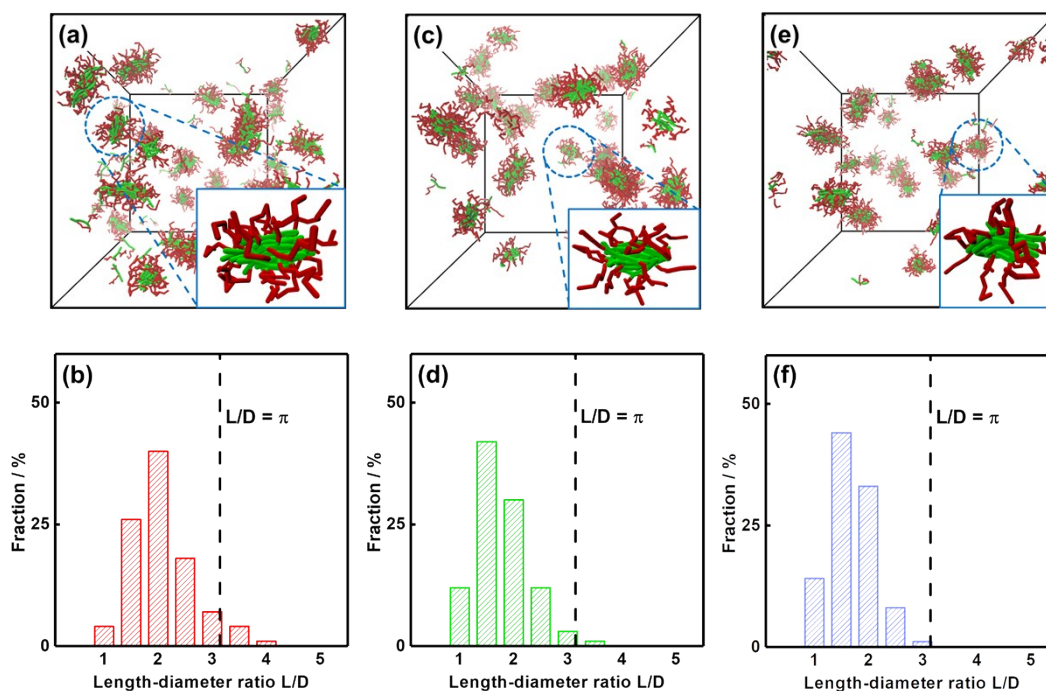 (a)
(c)
(e)
(b)
L/D = π
50
25
0
Fraction / %
1 2 3 4 5
Length-diameter ratio L/D
(d)
L/D = π
50
25
0
Fraction / %
1 2 3 4 5
Length-diameter ratio L/D
(f)
L/D = π
50
25
0
Fraction / %
1 2 3 4 5
Length-diameter ratio L/D